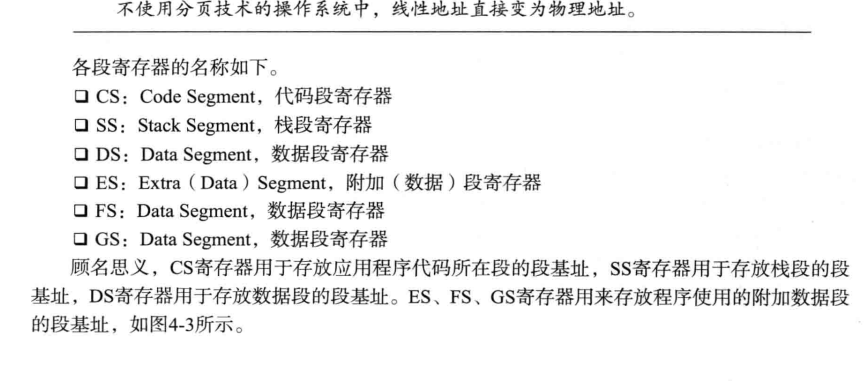 不使用分页技术的操作系统中，线性地址直接变为物理地址。
各段寄存器的名称如下。
❑ CS：Code Segment，代码段寄存器
❑ SS：Stack Segment，栈段寄存器
❑ DS：Data Segment，数据段寄存器
❑ ES：Extra（Data）Segment，附加（数据）段寄存器
❑ FS：Data Segment，数据段寄存器
❑ GS：Data Segment，数据段寄存器
顾名思义，CS寄存器用于存放应用程序代码所在段的段基址，SS寄存器用于存放栈段的段
基址，DS寄存器用于存放数据段的段基址。ES、FS、GS寄存器用来存放程序使用的附加数据段
的段基址，如图4-3所示。